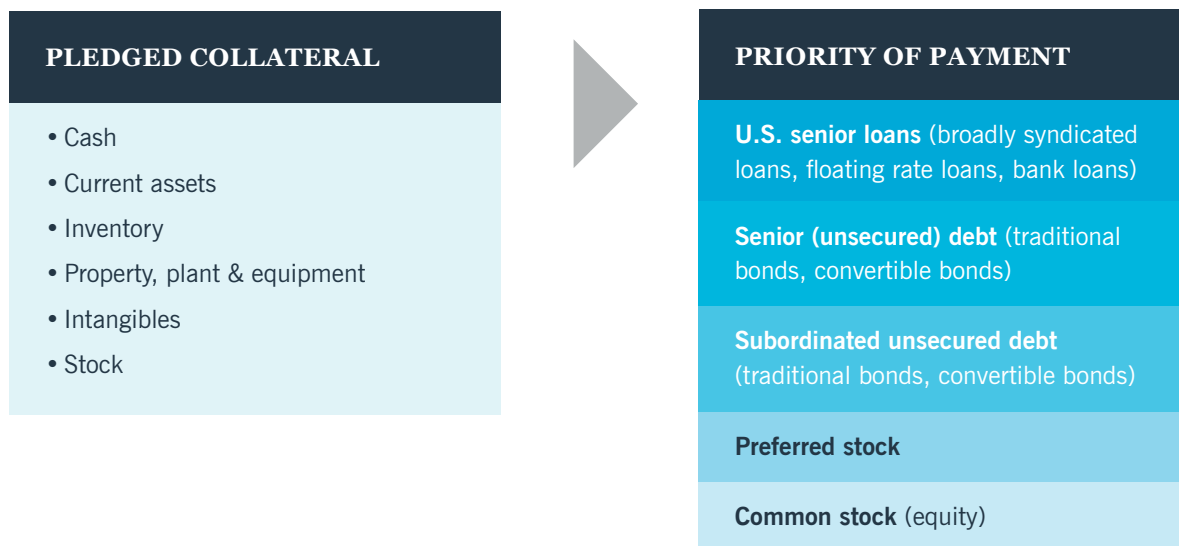 PLEDGED COLLATERAL
• Cash
• Current assets
• Inventory
• Property, plant & equipment
• Intangibles
• Stock
PRIORITY OF PAYMENT
U.S. senior loans (broadly syndicated
loans, floating rate loans, bank loans)
Senior (unsecured) debt (traditional
bonds, convertible bonds)
Subordinated unsecured debt
(traditional bonds, convertible bonds)
Preferred stock
Common stock (equity)